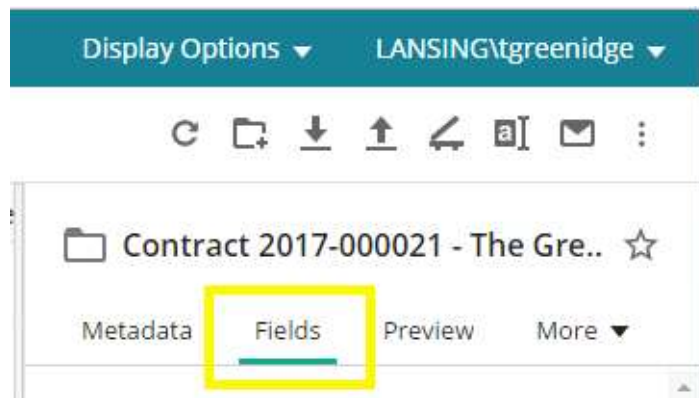 Display Options LANSING\tgreenidge
a
Contract 2017-000021 - The Gre..
Metadata Fields Preview More